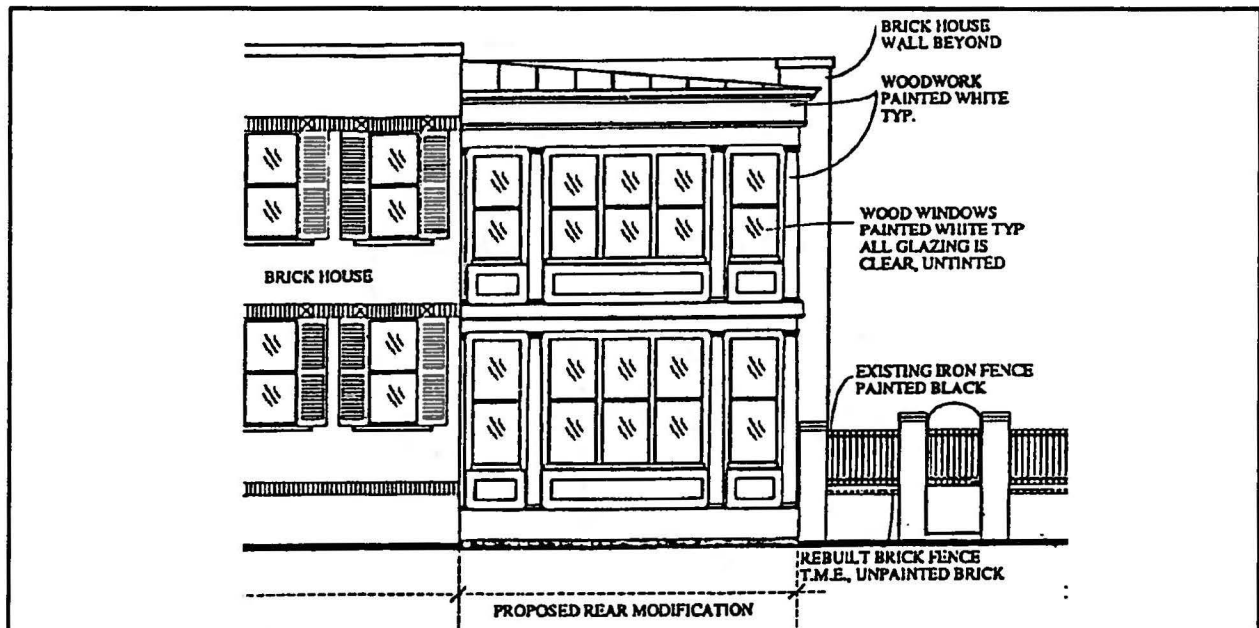 BRICK HOUSE
WALL BEYOND
WOODWORK
PAINTED WHITE
TYP.
WOOD WINDOWS
PAINTED WHITE TYP
ALL GLAZING IS
CLEAR, UNTINTED
BRICK HOUSE
EXISTING IRON FENCE
PAINTED BLACK
REBUILT BRICK FENCE
T.M.E., UNPAINTED BRICK
PROPOSED REAR MODIFICATION